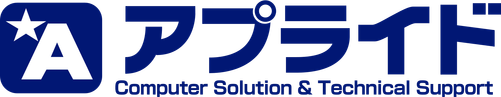 A アプライド
Computer Solution & Technical Support